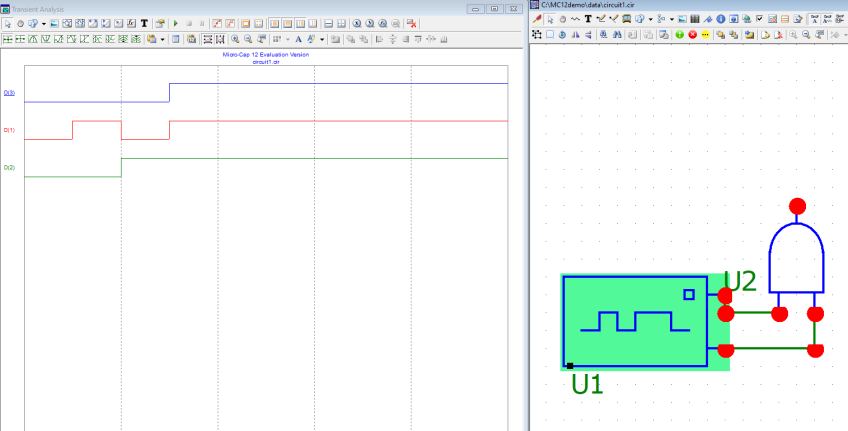 Transient Analysis
C:\MC12demo\data\circuit1.cir
T
T
Micro-Cap 12 Evaluation Version
circuit1.cir
D(3)
D(1)
D(2)
U2
U1